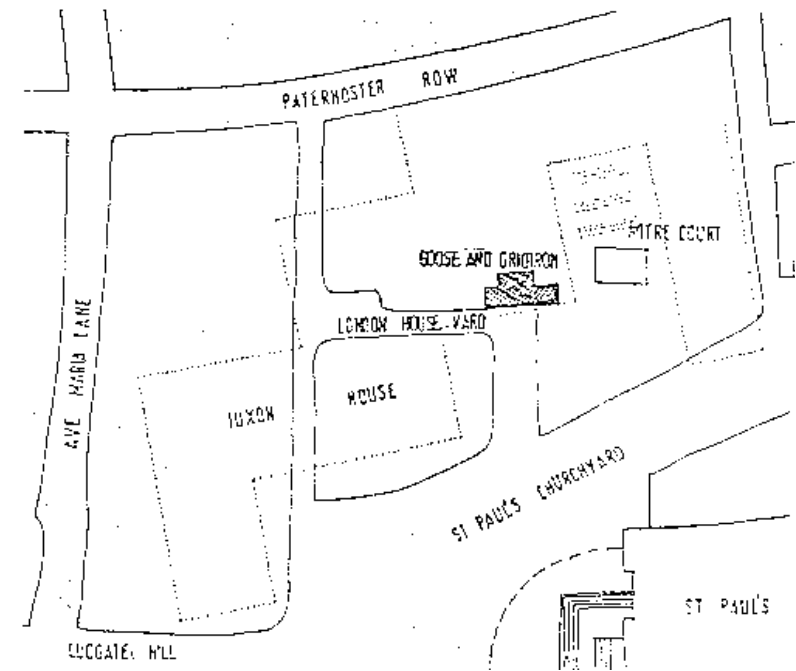 PATERNOSTER ROW
MITRE COURT
GOOSE AND GRIDIRON
LONDON HOUSE YARD
AVE MARIA LANE
JUXON HOUSE
ST PAUL'S CHURCHYARD
ST PAUL'S
LUDGATE HILL